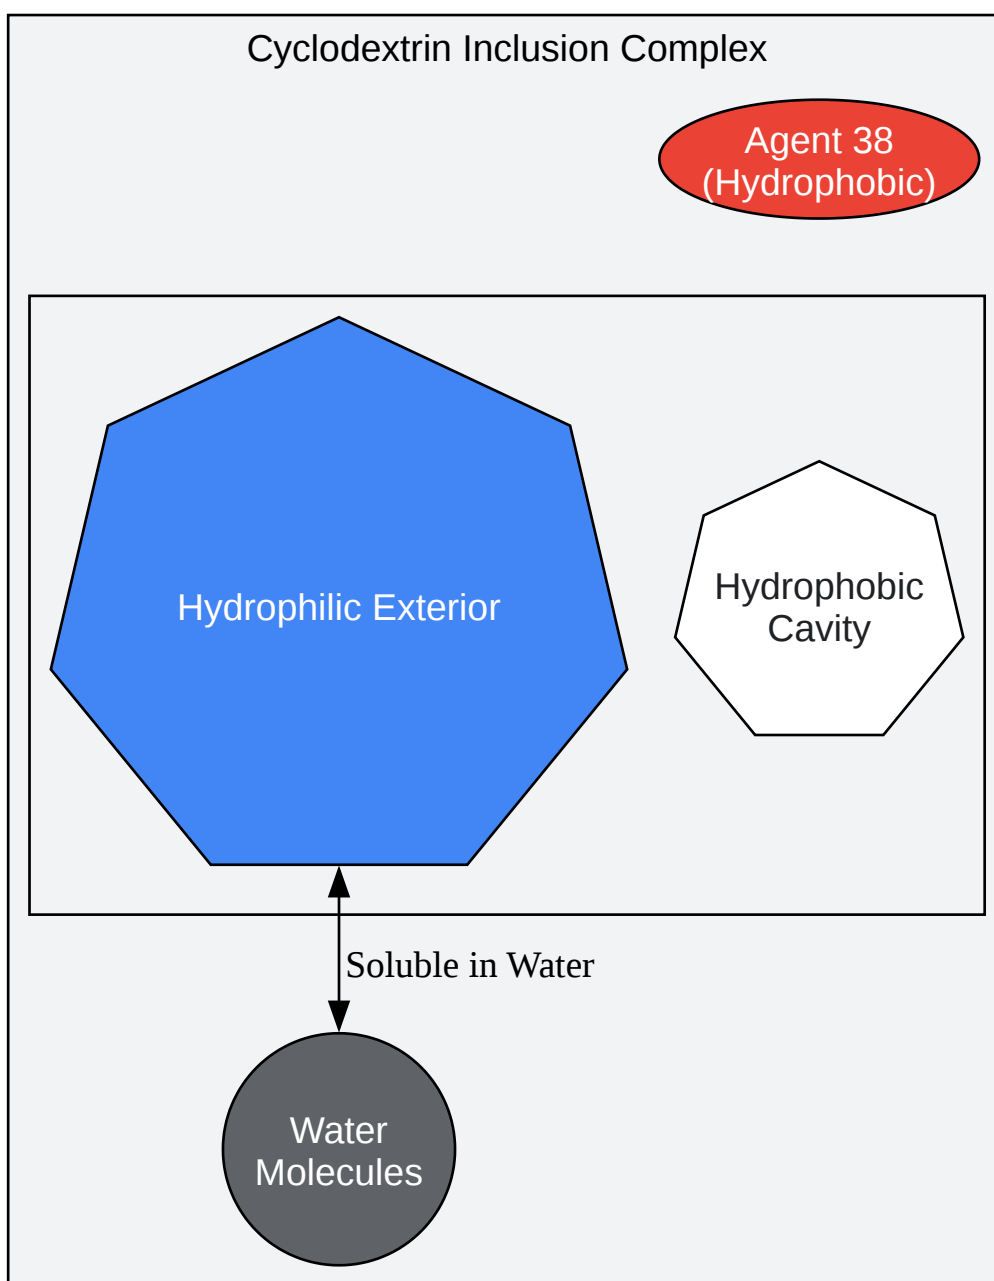 Cyclodextrin Inclusion Complex
Agent 38
(Hydrophobic)
Hydrophilic Exterior
Hydrophobic
Cavity
Soluble in Water
Water
Molecules